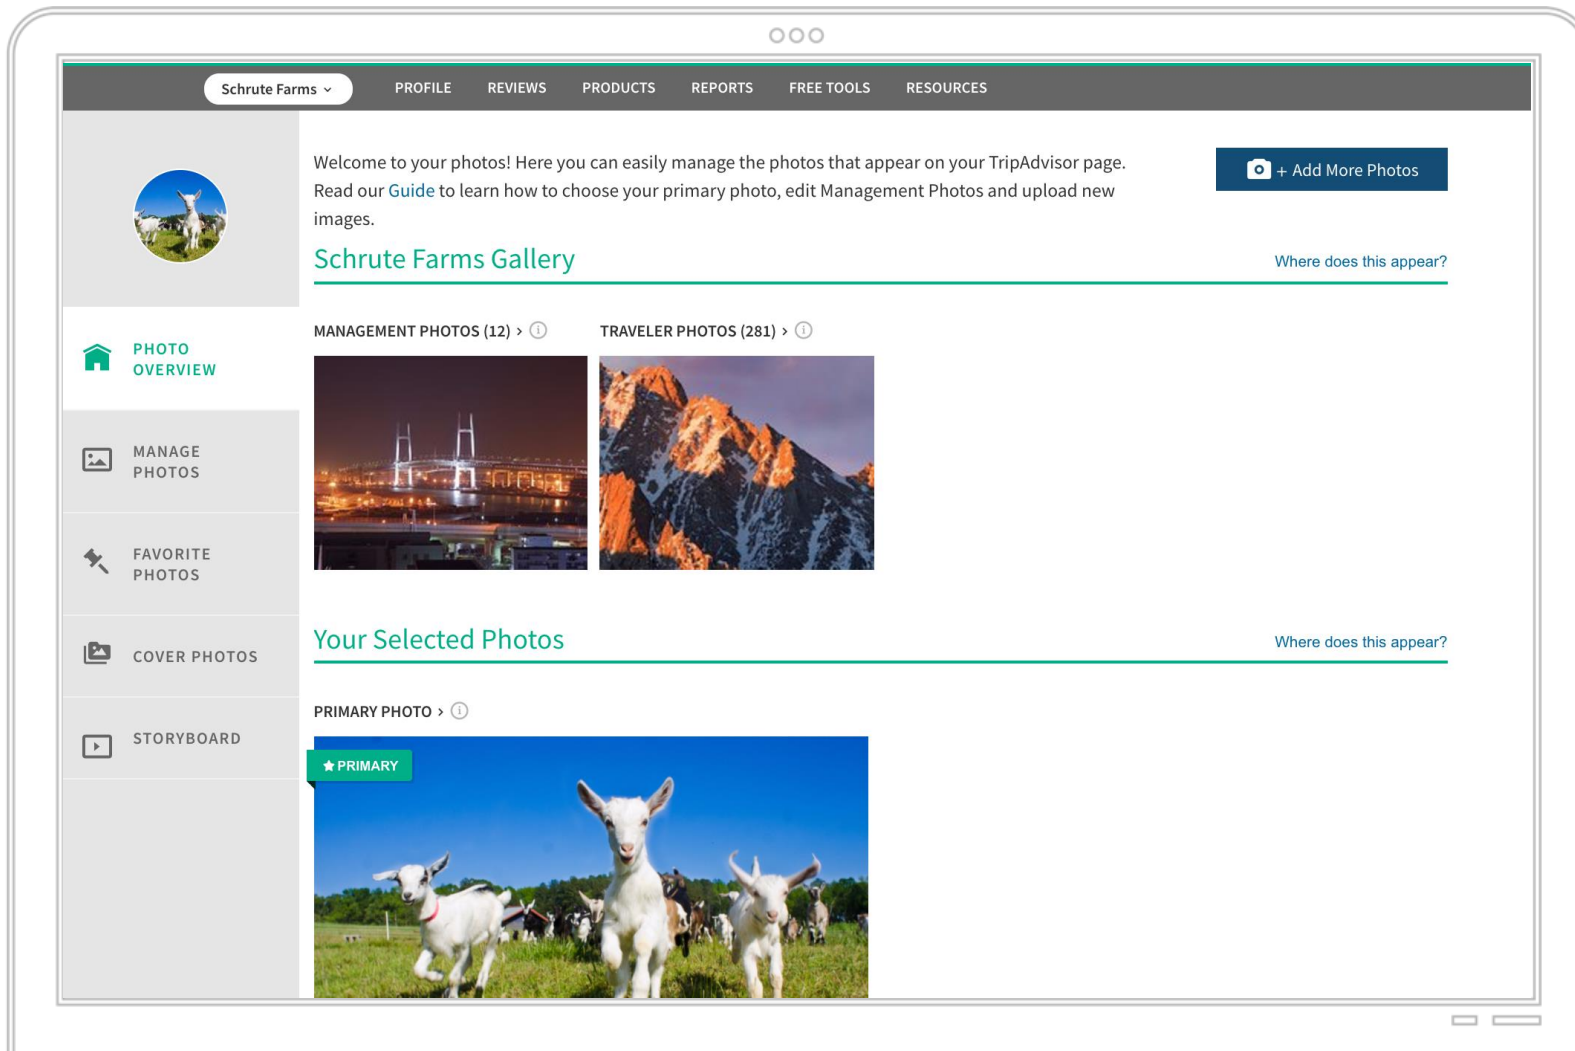 Schrute Farms
PROFILE
REVIEWS
PRODUCTS
REPORTS
FREE TOOLS
RESOURCES
Welcome to your photos! Here you can easily manage the photos that appear on your TripAdvisor page.
Read our Guide to learn how to choose your primary photo, edit Management Photos and upload new
images.
+ Add More Photos
Schrute Farms Gallery
Where does this appear?
PHOTO
OVERVIEW
MANAGE
PHOTOS
FAVORITE
PHOTOS
COVER PHOTOS
STORYBOARD
MANAGEMENT PHOTOS (12) > i
TRAVELER PHOTOS (281) > i
Your Selected Photos
Where does this appear?
PRIMARY PHOTO > i
PRIMARY